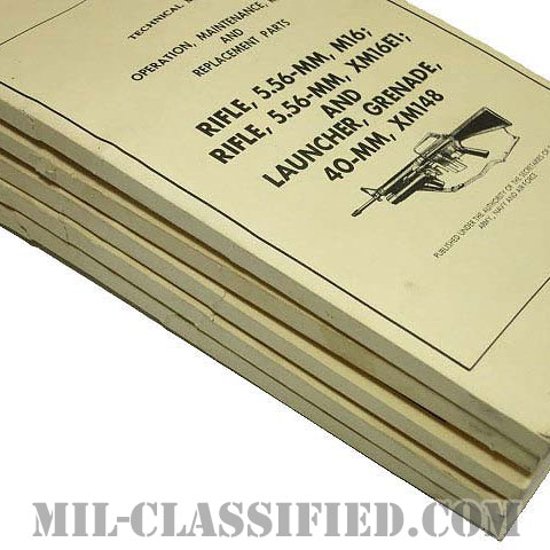 TECHNICAL
OPERATION, MAINTENANCE,
AND
REPLACEMENT PARTS
RIFLE, 5.56-MM, M16;
RIFLE, 5.56-MM, XM16E1;
AND
LAUNCHER, GRENADE,
40-MM, XM148
PUBLISHED UNDER THE AUTHORITY OF THE SECRETARIES OF
ARMY, NAVY AND AIR FORCE
MIL-CLASSIFIED.COM